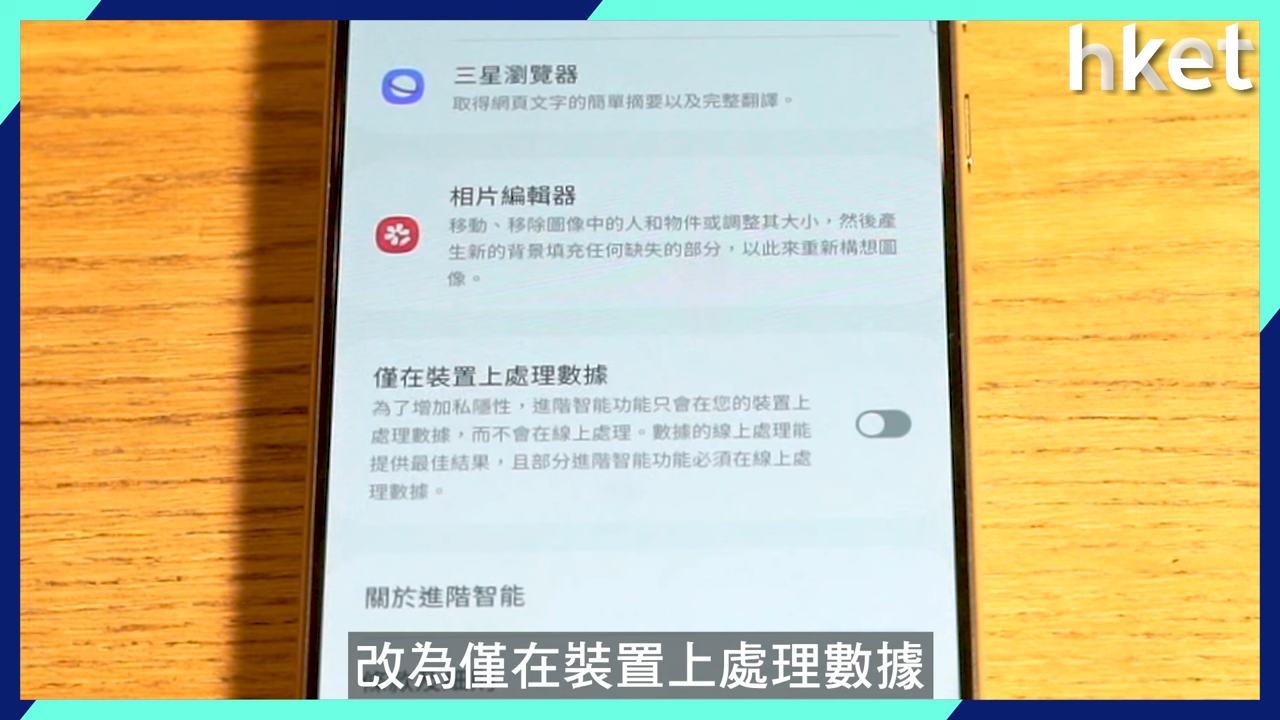 hket
三星瀏覽器
取得網頁文字的簡單摘要以及完整翻譯。
相片編輯器
移動、移除圖像中的人和物件或調整其大小，然後產
生新的背景填充任何缺失的部分，以此來重新構想圖
像。
僅在裝置上處理數據
為了增加私隱性，進階智能功能只會在您的裝置上
處理數據，而不會在線上處理。數據的線上處理能
提供最佳結果，且部分進階智能功能必須在線上處
理數據。
關於進階智能
改為僅在裝置上處理數據